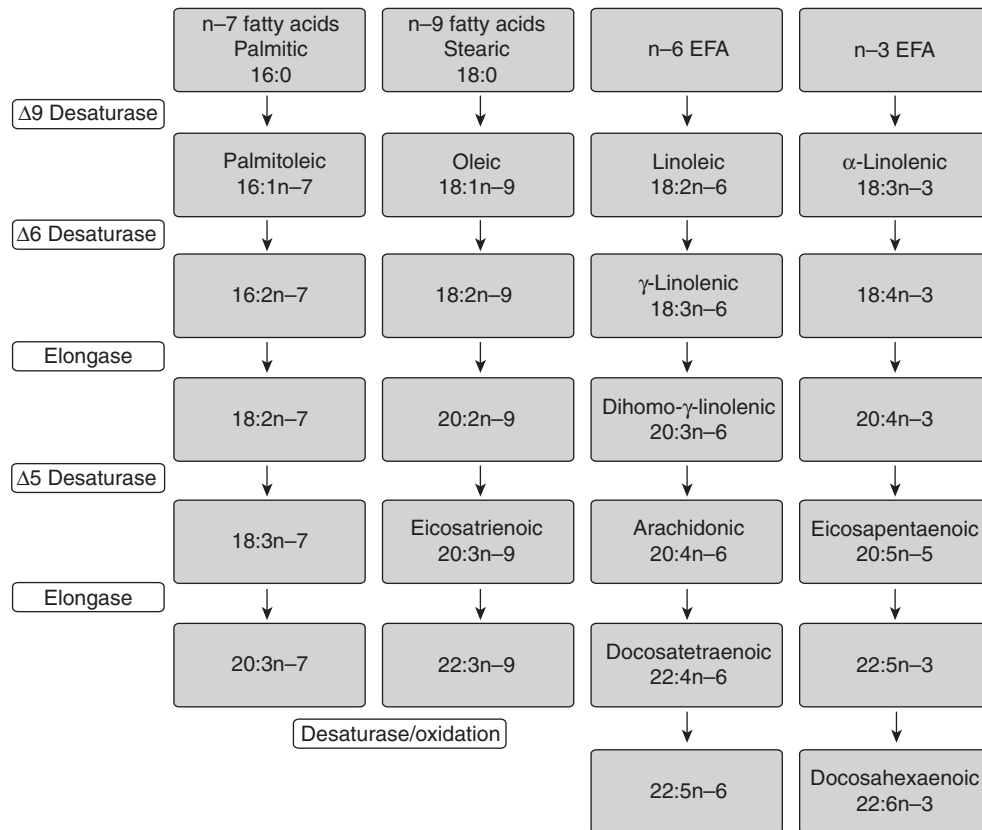 n–7 fatty acids
Palmitic
16:0
n–9 fatty acids
Stearic
18:0
n–6 EFA
n–3 EFA
Δ9 Desaturase
Palmitoleic
16:1n–7
Oleic
18:1n–9
Linoleic
18:2n–6
α-Linolenic
18:3n–3
Δ6 Desaturase
16:2n–7
18:2n–9
γ-Linolenic
18:3n–6
18:4n–3
Elongase
18:2n–7
20:2n–9
Dihomo-γ-linolenic
20:3n–6
20:4n–3
Δ5 Desaturase
18:3n–7
Eicosatrienoic
20:3n–9
Arachidonic
20:4n–6
Eicosapentaenoic
20:5n–5
Elongase
20:3n–7
22:3n–9
Docosatetraenoic
22:4n–6
22:5n–3
Desaturase/oxidation
22:5n–6
Docosahexaenoic
22:6n–3